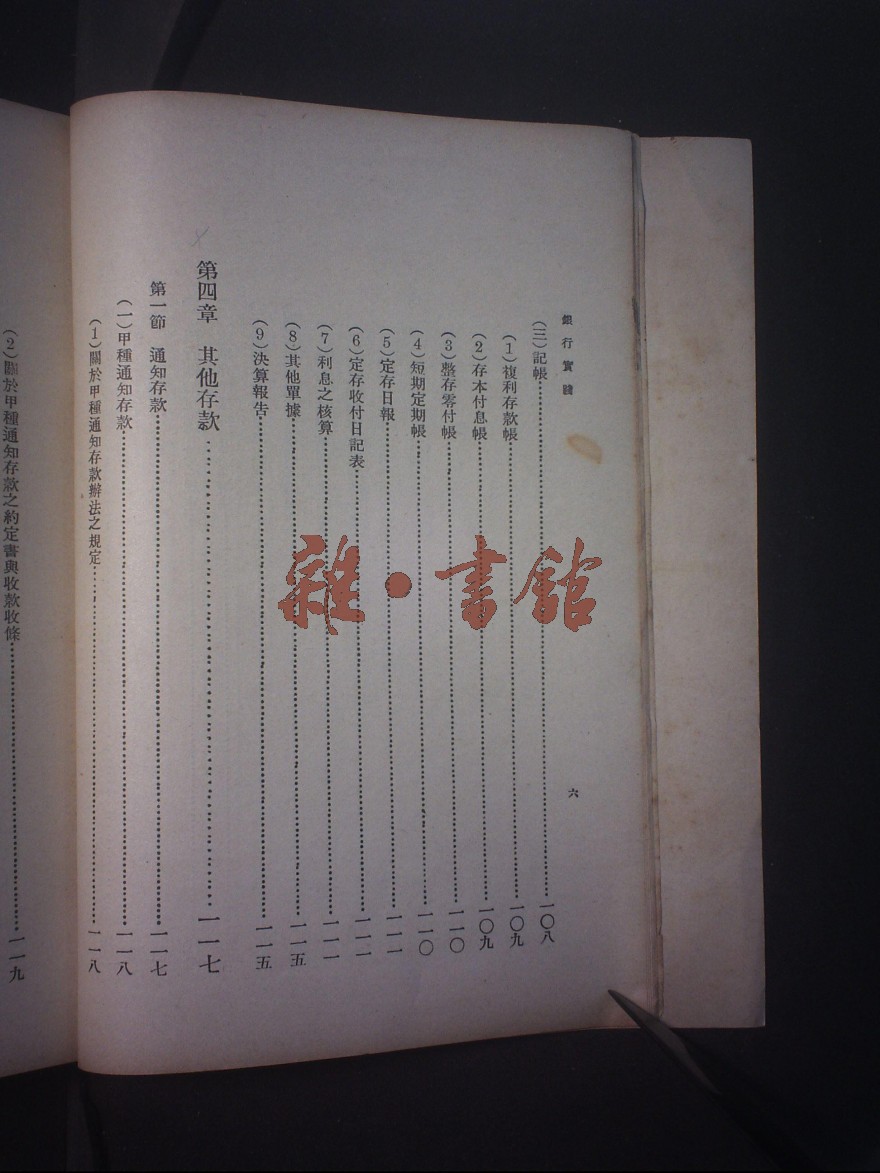 銀行實踐
六
(三)記帳……一〇八
(1)複利存款帳……一〇九
(2)存本付息帳……一〇九
(3)整存零付帳……一一〇
(4)短期定期帳……一一〇
(5)定存日報……一一一
(6)定存收付日記表……一一一
(7)利息之核算……一一一
(8)其他單據……一一五
(9)決算報告……一一五
第四章 其他存款……一一七
第一節 通知存款……一一七
(一)甲種通知存款……一一八
(1)關於甲種通知存款辦法之規定……一一八
(2)關於甲種通知存款之約定書與收款收條……一一九
雜·書館